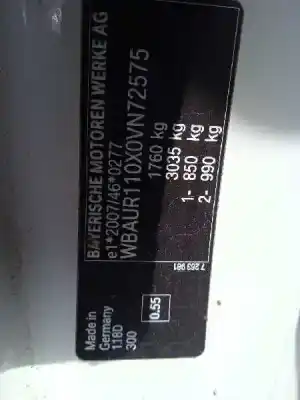 BAYERISCHE MOTOREN WERKE AG
e1*2007/46*0277
WBAUR110X0VN72575
1760 kg
3035 kg
1- 850 kg
2- 990 kg
7 263 981
Made in
Germany
118D
300
0.55